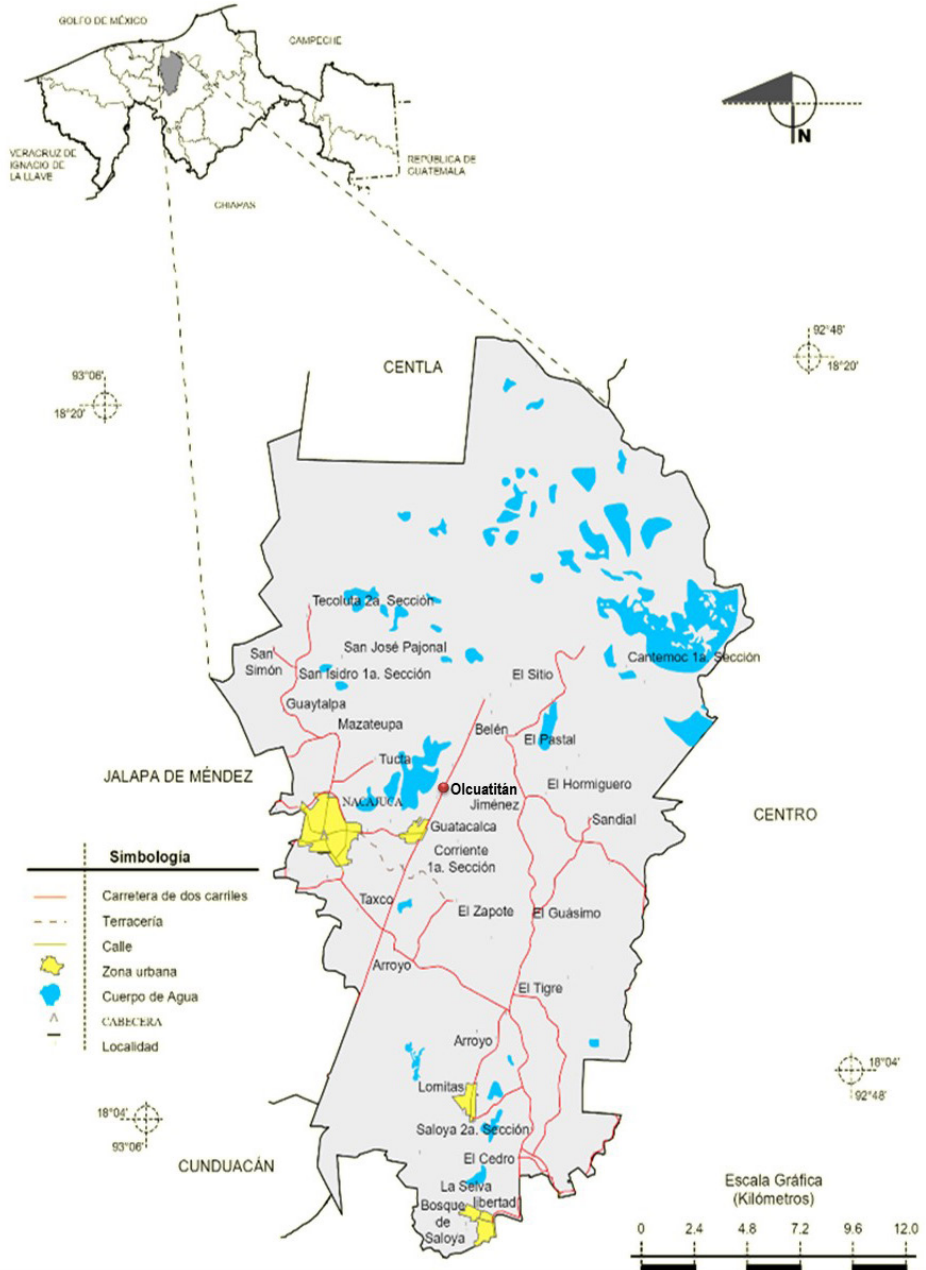 GOLFO DE MÉXICO
CAMPECHE
VERACRUZ DE
IGNACIO DE
LA LLAVE
REPÚBLICA DE
GUATEMALA
CHIAPAS
N
92°48'
18°20'
93°06'
18°20'
CENTLA
Tecoluta 2a. Sección
San
Simón
San José Pajonal
San Isidro 1a. Sección
Cantemoc 1a. Sección
El Sitio
Guaytalpa
Mazateupa
Belén
El Pastal
Tucta
JALAPA DE MÉNDEZ
Olcuatitán
El Hormiguero
NACAJUCA
Jiménez
CENTRO
Guatacalca
Sandial
Corriente
1a. Sección
Taxco
El Zapote
El Guásimo
Arroyo
El Tigre
Arroyo
Lomitas
Saloya 2a. Sección
El Cedro
La Selva
libertad
Bosque
de
Saloya
Simbología
Carretera de dos carriles
Terracería
Calle
Zona urbana
Cuerpo de Agua
CABECERA
Localidad
18°04'
92°48'
18°04'
93°06'
CUNDUACÁN
Escala Gráfica
(Kilómetros)
0 2.4 4.8 7.2 9.6 12.0